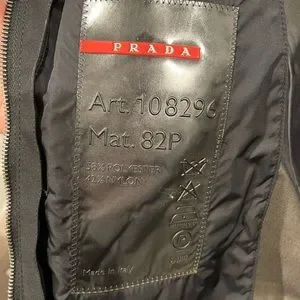 PRADA
Art. 108296
Mat. 82P
58% POLYESTER
42% NYLON
Made in Italy